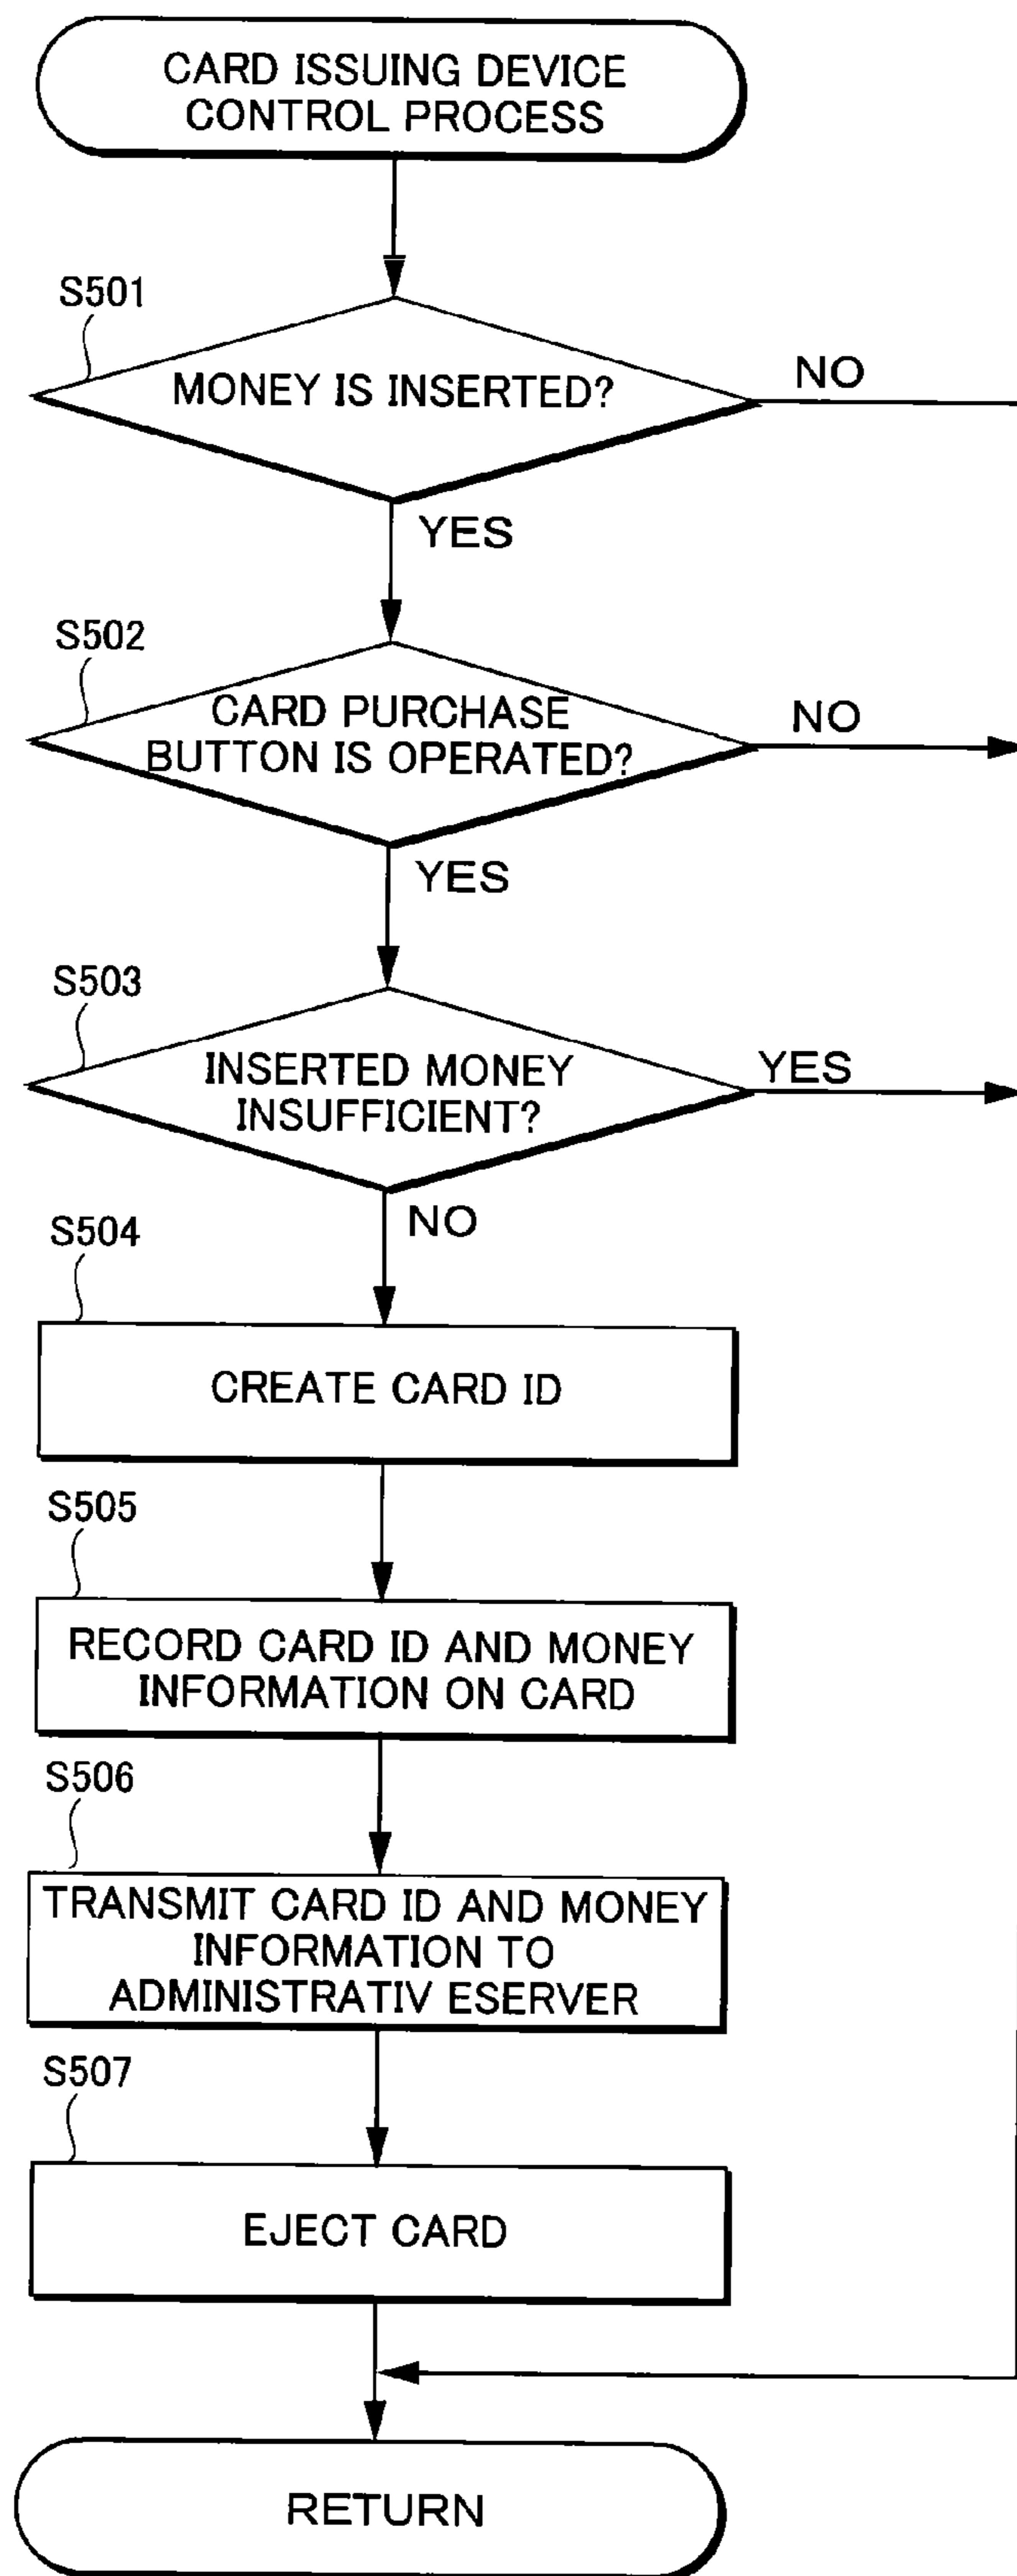 CARD ISSUING DEVICE
CONTROL PROCESS
S501
MONEY IS INSERTED?
NO
YES
S502
CARD PURCHASE
BUTTON IS OPERATED?
NO
YES
S503
INSERTED MONEY
INSUFFICIENT?
YES
NO
S504
CREATE CARD ID
S505
RECORD CARD ID AND MONEY
INFORMATION ON CARD
S506
TRANSMIT CARD ID AND MONEY
INFORMATION TO
ADMINISTRATIV ESERVER
S507
EJECT CARD
RETURN